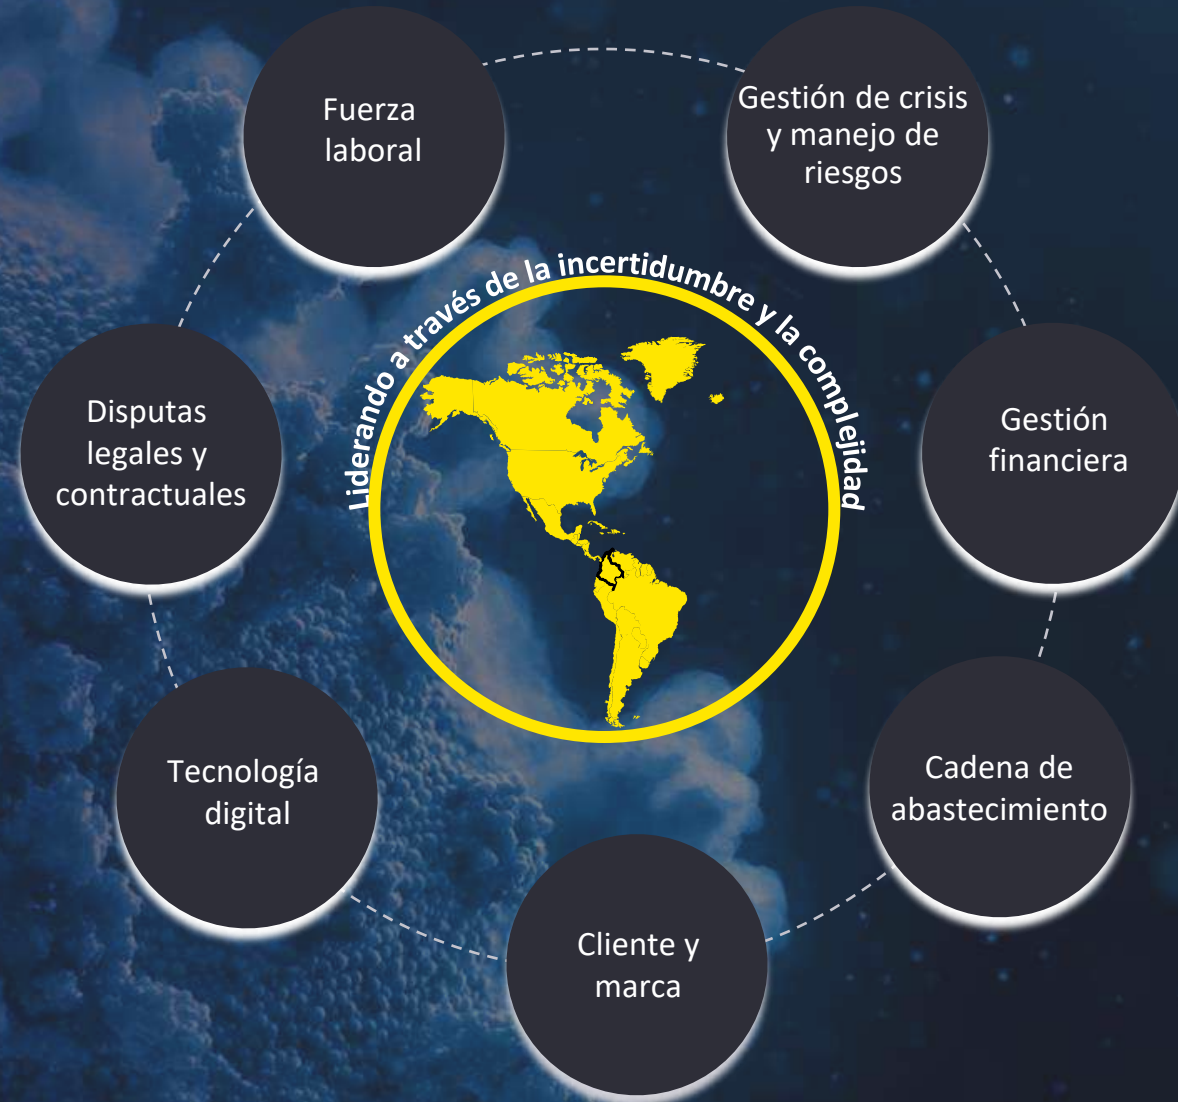 Fuerza
laboral
Gestión de crisis
y manejo de
riesgos
Liderando a través de la incertidumbre y la complejidad
Disputas
legales y
contractuales
Gestión
financiera
Tecnología
digital
Cadena de
abastecimiento
Cliente y
marca